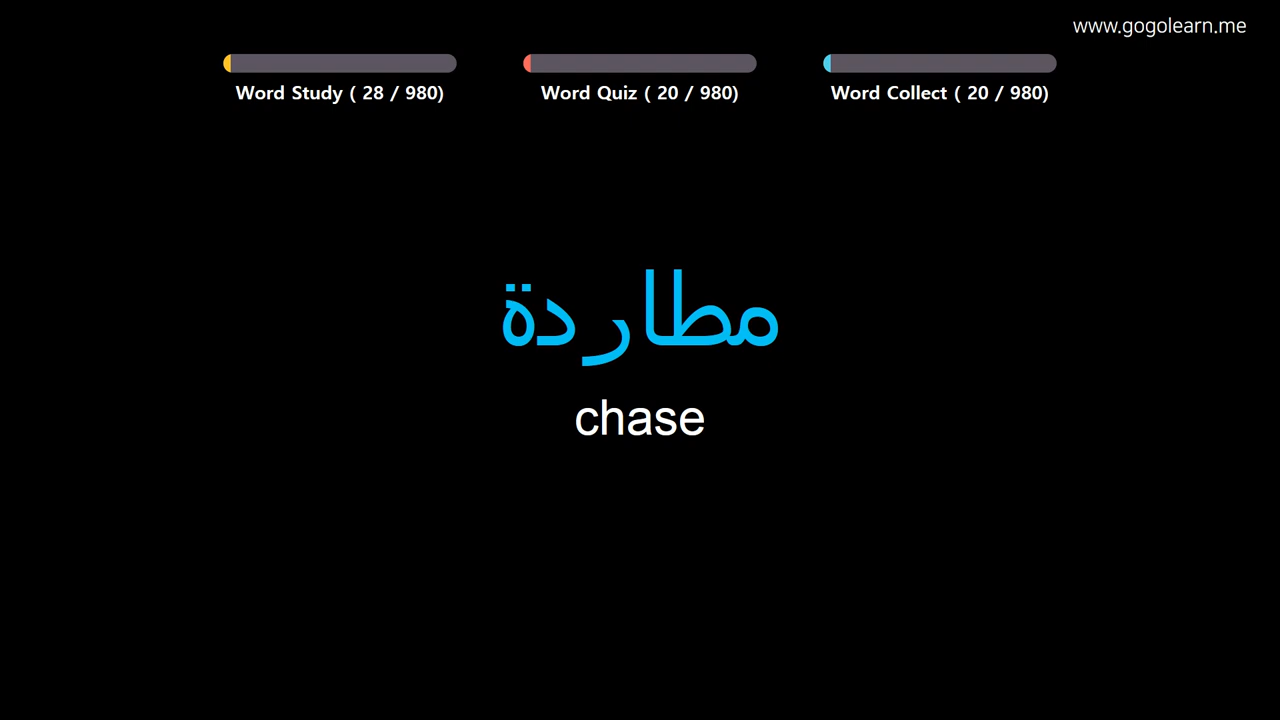 www.gogolearn.me
Word Study ( 28 / 980)
Word Quiz ( 20 / 980)
Word Collect ( 20 / 980)
مطاردة
chase